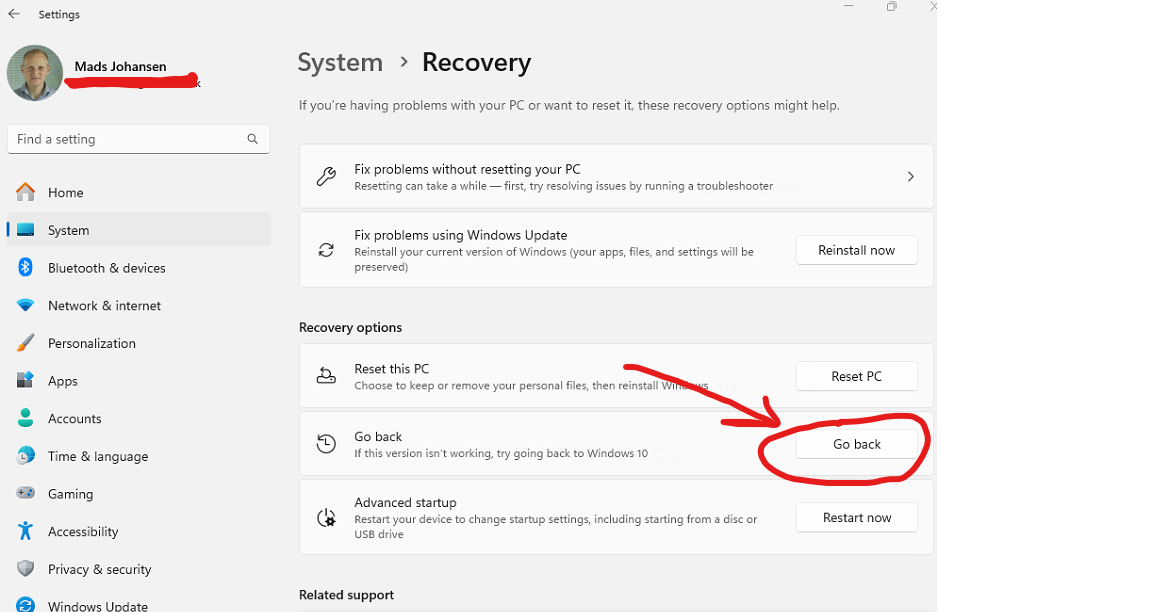 Settings
Mads Johansen
Find a setting
Home
System
Bluetooth & devices
Network & internet
Personalization
Apps
Accounts
Time & language
Gaming
Accessibility
Privacy & security
Windows Update
System > Recovery
If you're having problems with your PC or want to reset it, these recovery options might help.
Fix problems without resetting your PC
Resetting can take a while — first, try resolving issues by running a troubleshooter
Fix problems using Windows Update
Reinstall your current version of Windows (your apps, files, and settings will be
preserved)
Reinstall now
Recovery options
Reset this PC
Choose to keep or remove your personal files, then reinstall Windows
Reset PC
Go back
If this version isn't working, try going back to Windows 10
Go back
Advanced startup
Restart your device to change startup settings, including starting from a disc or
USB drive
Restart now
Related support